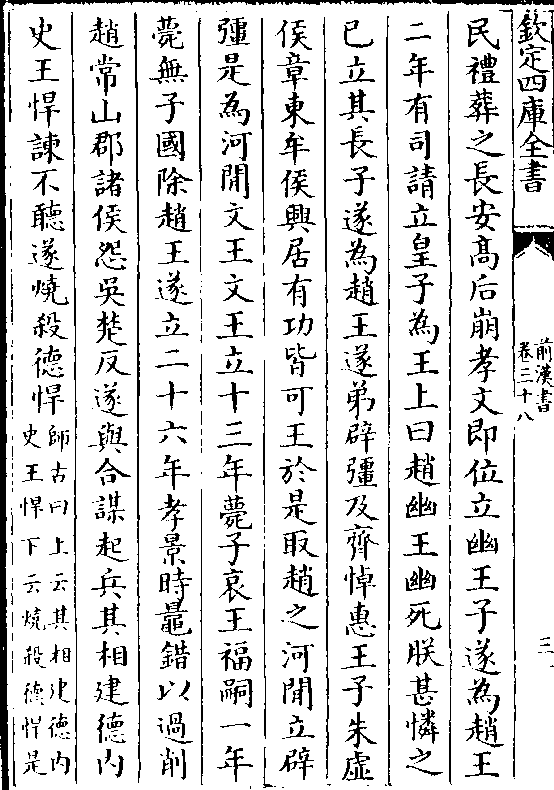 欽定四庫全書
前漢書
卷三十八
三
民禮葬之長安髙后崩孝文即位立幽王子遂為趙王
二年有司請立皇子為王上曰趙幽王幽死朕甚憐之
已立其長子遂為趙王遂弟辟彊及齊悼惠王子朱虚
侯章東牟侯興居有功皆可王於是取趙之河間立辟
彊是為河間文王文王立十三年薨子哀王福嗣一年
薨無子國除趙王遂立二十六年孝景時鼂錯以過削
趙常山郡諸侯怨吳楚反遂與合謀起兵其相建德内
史王悍諫不聽遂燒殺德悍
師古曰上云其相建德内
史王悍下云燒殺德悍是